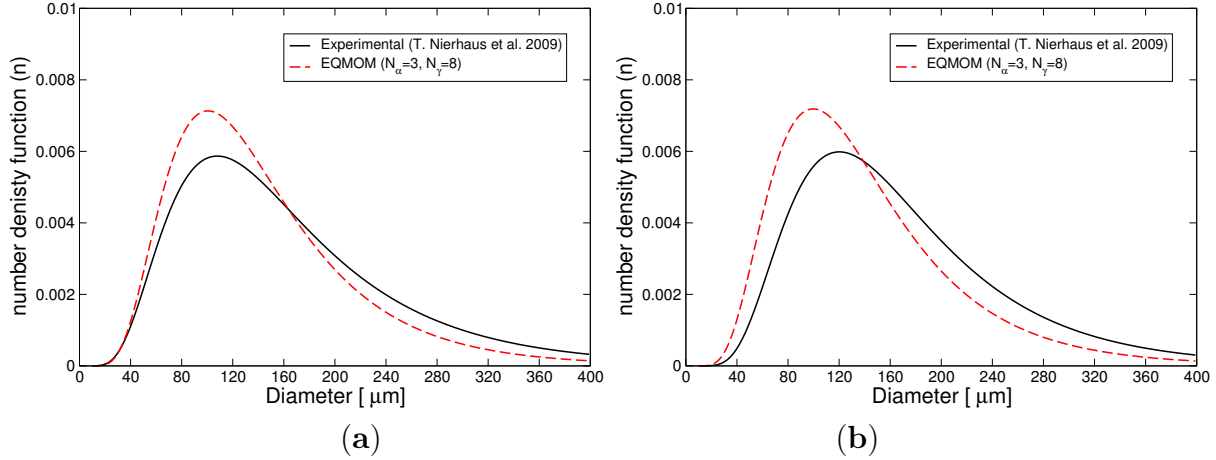 number denisty function (n)
0.01
0.008
0.006
0.004
0.002
0
Experimental (T. Nierhaus et al. 2009)
EQMOM (Nα=3, Nγ=8)
0 40 80 120 160 200 240 280 320 360 400
Diameter [ μm]
(a)
number density function (n)
0.01
0.008
0.006
0.004
0.002
0
Experimental (T. Nierhaus et al. 2009)
EQMOM (Nα=3, Nγ=8)
0 40 80 120 160 200 240 280 320 360 400
Diameter [ μm]
(b)